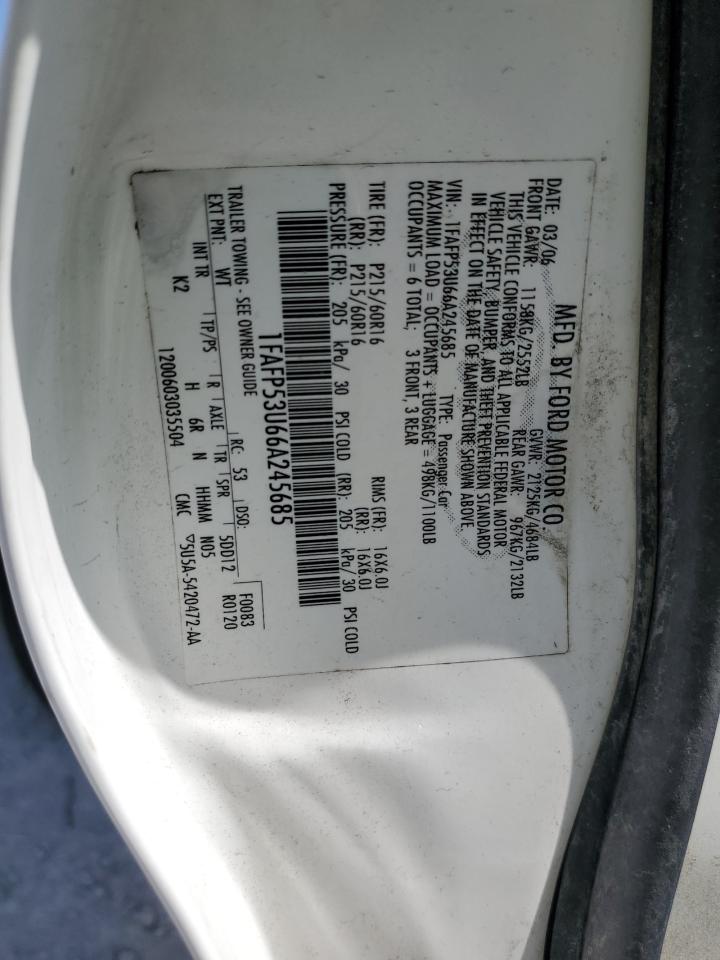 MFD. BY FORD MOTOR CO.
DATE: 03/06 GVWR: 2125KG/4684LB
FRONT GAWR: 1158KG/2552LB REAR GAWR: 967KG/2132LB
THIS VEHICLE CONFORMS TO ALL APPLICABLE FEDERAL MOTOR
VEHICLE SAFETY, BUMPER, AND THEFT PREVENTION STANDARDS
IN EFFECT ON THE DATE OF MANUFACTURE SHOWN ABOVE.
VIN: 1FAFP53U66A245685 TYPE: Passenger Car
MAXIMUM LOAD = OCCUPANTS + LUGGAGE = 498KG/1100LB
OCCUPANTS = 6 TOTAL; 3 FRONT, 3 REAR
TIRE (FR): P215/60R16 RIMS (FR): 16X6.0J
(RR): P215/60R16 (RR): 16X6.0J
PRESSURE (FR): 205 kPa/ 30 PSI COLD (RR): 205 kPa/ 30 PSI COLD
1FAFP53U66A245685
TRAILER TOWING - SEE OWNER GUIDE
F0083
EXT PNT: WT RC: 53 DSO: R0120
INT TR TP/PS R AXLE TR SPR 5DD12
K2 H 6R N HHMM N05
1200603035504 CMC ▽5U5A-5420472-AA